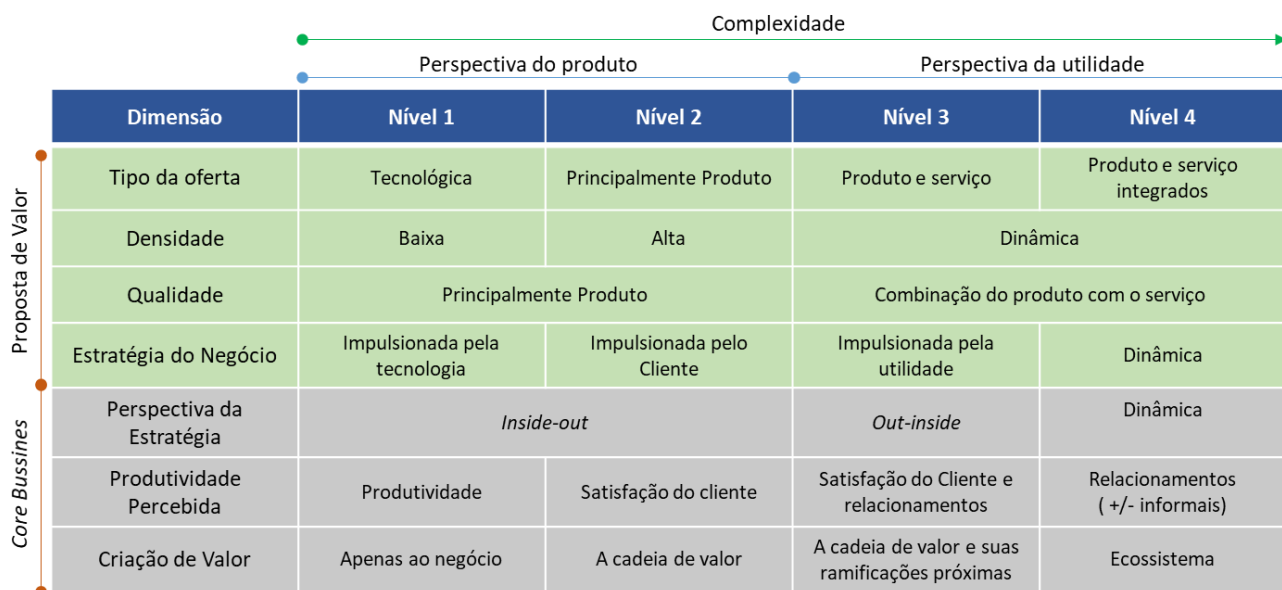 Complexidade
Perspectiva do produto
Perspectiva da utilidade
Dimensão
Nível 1
Nível 2
Nível 3
Nível 4
Proposta de Valor
Tipo da oferta
Tecnológica
Principalmente Produto
Produto e serviço
Produto e serviço
integrados
Densidade
Baixa
Alta
Dinâmica
Qualidade
Principalmente Produto
Combinação do produto com o serviço
Estratégia do Negócio
Impulsionada pela
tecnologia
Impulsionada pelo
Cliente
Impulsionada pela
utilidade
Dinâmica
Core Bussines
Perspectiva da
Estratégia
Inside-out
Out-inside
Dinâmica
Produtividade
Percebida
Produtividade
Satisfação do cliente
Satisfação do Cliente e
relacionamentos
Relacionamentos
( +/- informais)
Criação de Valor
Apenas ao negócio
A cadeia de valor
A cadeia de valor e suas
ramificações próximas
Ecossistema